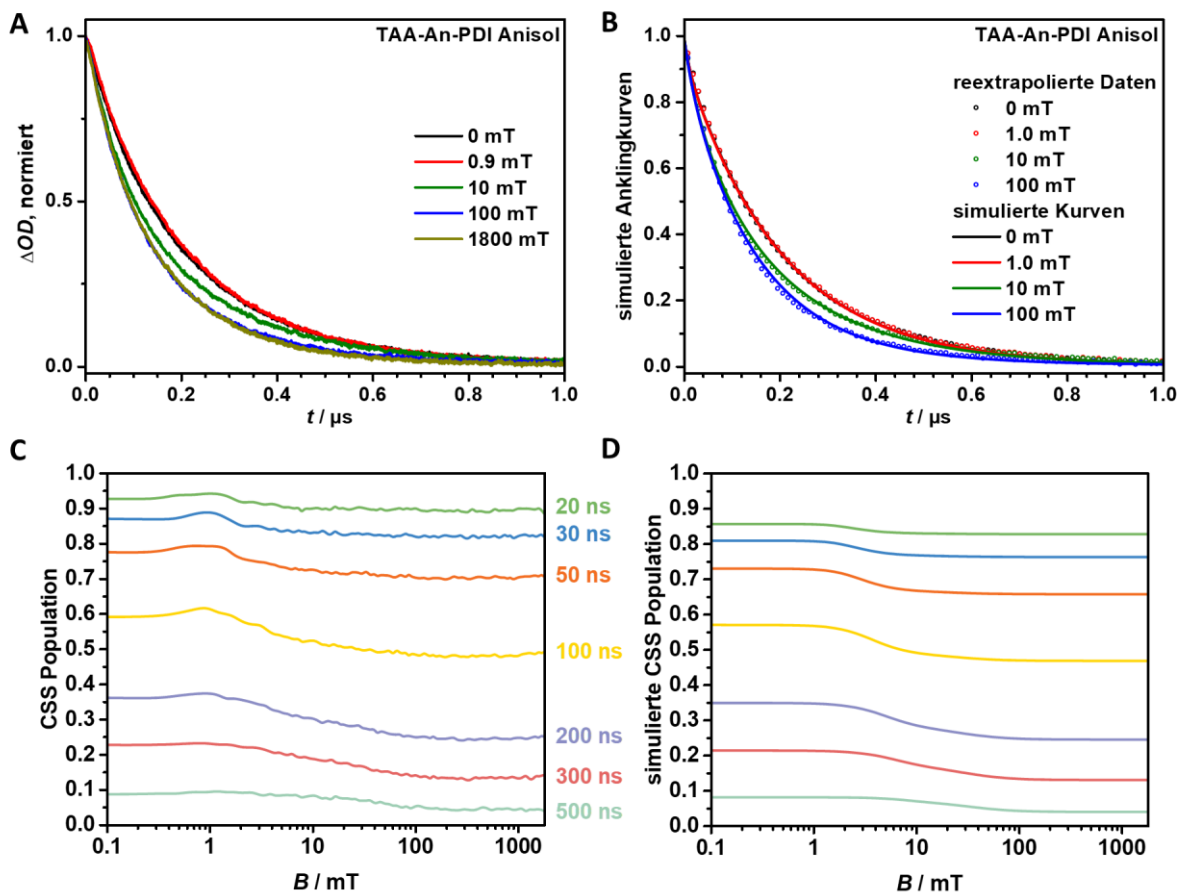 A
TAA-An-PDI Anisol
0 mT
0.9 mT
10 mT
100 mT
1800 mT
1.0
0.5
0.0
ΔOD, normiert
0.0 0.2 0.4 0.6 0.8 1.0
t / µs
B
TAA-An-PDI Anisol
reextrapolierte Daten
0 mT
1.0 mT
10 mT
100 mT
simulierte Kurven
0 mT
1.0 mT
10 mT
100 mT
1.0
0.8
0.6
0.4
0.2
0.0
simulierte Anklingkurven
0.0 0.2 0.4 0.6 0.8 1.0
t / µs
C
1.0
0.9
0.8
0.7
0.6
0.5
0.4
0.3
0.2
0.1
0.0
CSS Population
20 ns
30 ns
50 ns
100 ns
200 ns
300 ns
500 ns
0.1 1 10 100 1000
B / mT
D
1.0
0.9
0.8
0.7
0.6
0.5
0.4
0.3
0.2
0.1
0.0
simulierte CSS Population
0.1 1 10 100 1000
B / mT